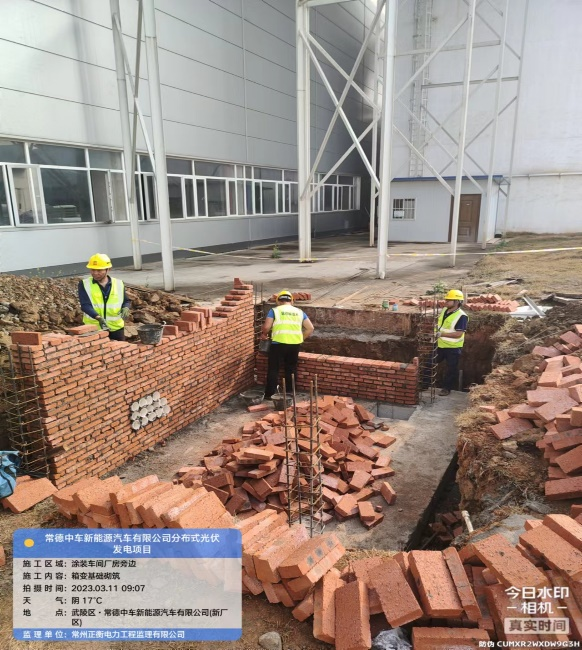 常德中车新能源汽车有限公司分布式光伏
发电项目
施工区域：涂装车间厂房旁边
施工内容：箱变基础砌筑
拍摄时间：2023.03.11 09:07
天 气：阴 17℃
地 点：武陵区·常德中车新能源汽车有限公司(新厂
区)
监理单位：常州正衡电力工程监理有限公司
今日水印
相机
真实时间
防伪 CUMXR2WXDW9G3H